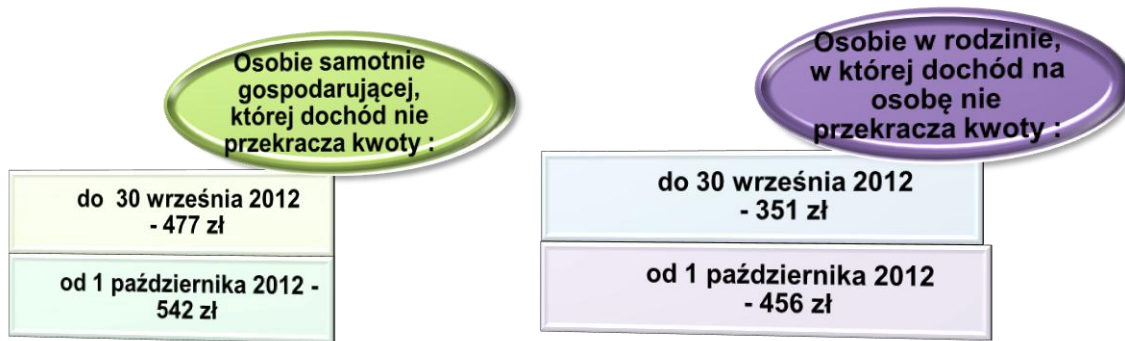 Osobie samotnie
gospodarującej,
której dochód nie
przekracza kwoty :
do 30 września 2012
- 477 zł
od 1 października 2012 -
542 zł
Osobie w rodzinie,
w której dochód na
osobę nie
przekracza kwoty :
do 30 września 2012
- 351 zł
od 1 października 2012
- 456 zł